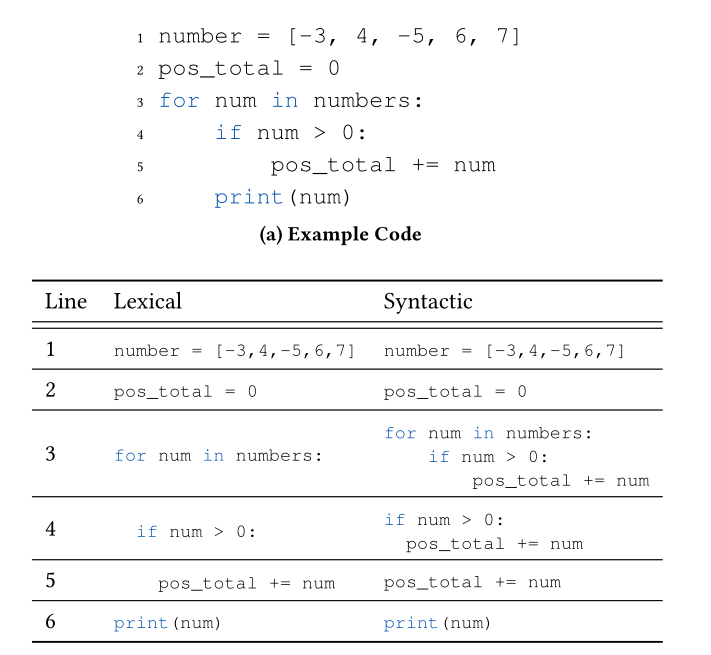 1 number = [-3, 4, -5, 6, 7]
2 pos_total = 0
3 for num in numbers:
4     if num > 0:
5         pos_total += num
6     print(num)
(a) Example Code
Line Lexical Syntactic
1 number = [-3,4,-5,6,7] number = [-3,4,-5,6,7]
2 pos_total = 0 pos_total = 0
3 for num in numbers: for num in numbers:
    if num > 0:
        pos_total += num
4   if num > 0: if num > 0:
  pos_total += num
5     pos_total += num pos_total += num
6 print(num) print(num)